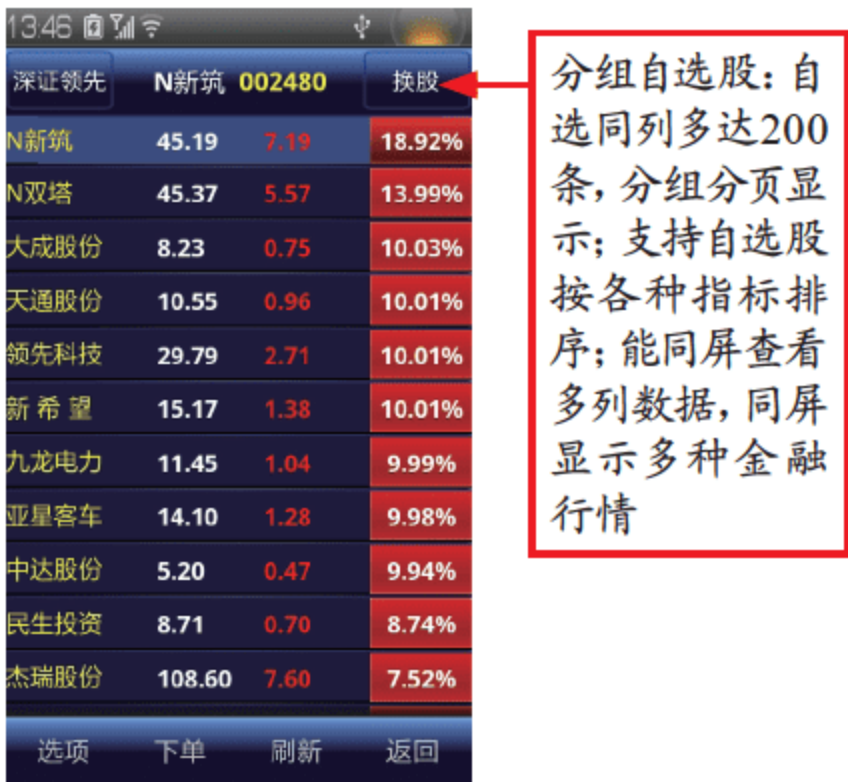 13:46
深证领先 N新筑 002480 换股
N新筑 45.19 7.19 18.92%
N双塔 45.37 5.57 13.99%
大成股份 8.23 0.75 10.03%
天通股份 10.55 0.96 10.01%
领先科技 29.79 2.71 10.01%
新希望 15.17 1.38 10.01%
九龙电力 11.45 1.04 9.99%
亚星客车 14.10 1.28 9.98%
中达股份 5.20 0.47 9.94%
民生投资 8.71 0.70 8.74%
杰瑞股份 108.60 7.60 7.52%
选项 下单 刷新 返回
分组自选股：自
选同列多达200
条，分组分页显
示；支持自选股
按各种指标排
序；能同屏查看
多列数据，同屏
显示多种金融
行情